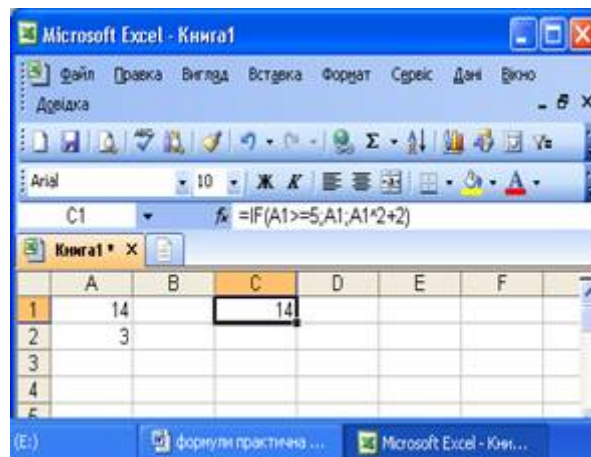 Microsoft Excel - Книга1
Файл Правка Вигляд Вставка Формат Сервіс Дані Вікно
Довідка
Arial 10 Ж К А
C1 fx =IF(A1>=5;A1;A1^2+2)
Книга1 * X
A B C D E F
1 14 14
2 3
3
4
5
(E:) формули практична ... Microsoft Excel - Кни...